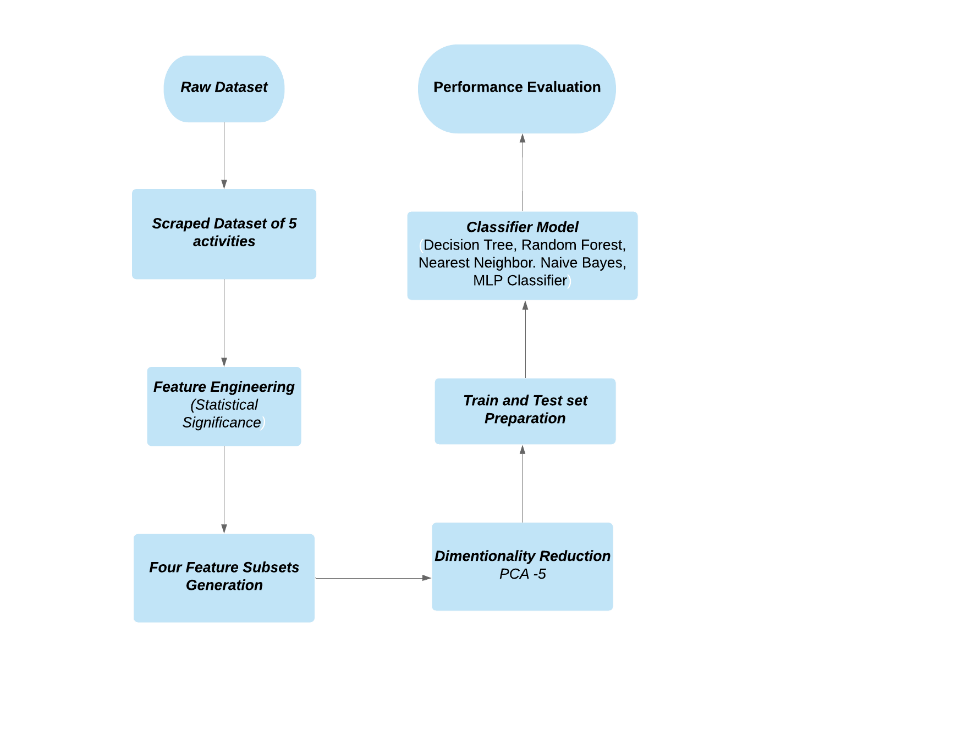 Raw Dataset
Scraped Dataset of 5
activities
Feature Engineering
(Statistical
Significance)
Four Feature Subsets
Generation
Dimentionality Reduction
PCA -5
Train and Test set
Preparation
Classifier Model
(Decision Tree, Random Forest,
Nearest Neighbor. Naive Bayes,
MLP Classifier)
Performance Evaluation